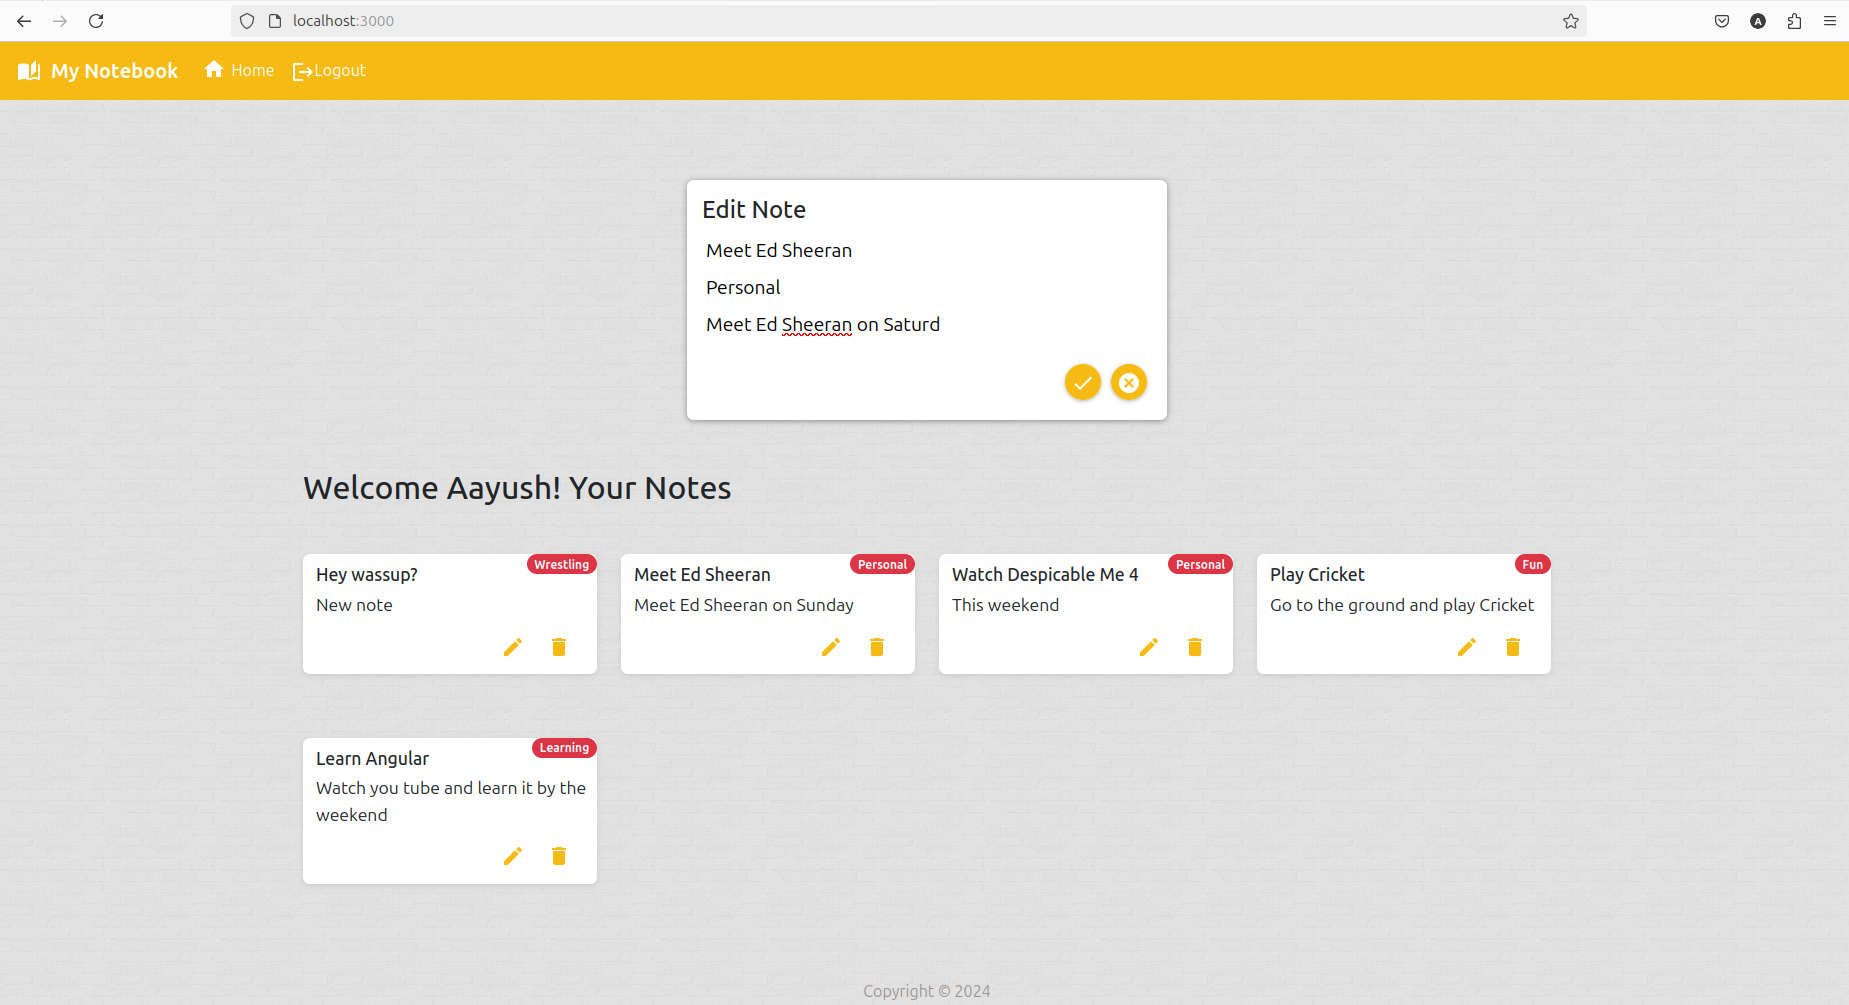 localhost:3000
A
My Notebook Home Logout
Edit Note
Meet Ed Sheeran
Personal
Meet Ed Sheeran on Saturd
Welcome Aayush! Your Notes
Wrestling
Hey wassup?
New note
Personal
Meet Ed Sheeran
Meet Ed Sheeran on Sunday
Personal
Watch Despicable Me 4
This weekend
Fun
Play Cricket
Go to the ground and play Cricket
Learning
Learn Angular
Watch you tube and learn it by the
weekend
Copyright © 2024